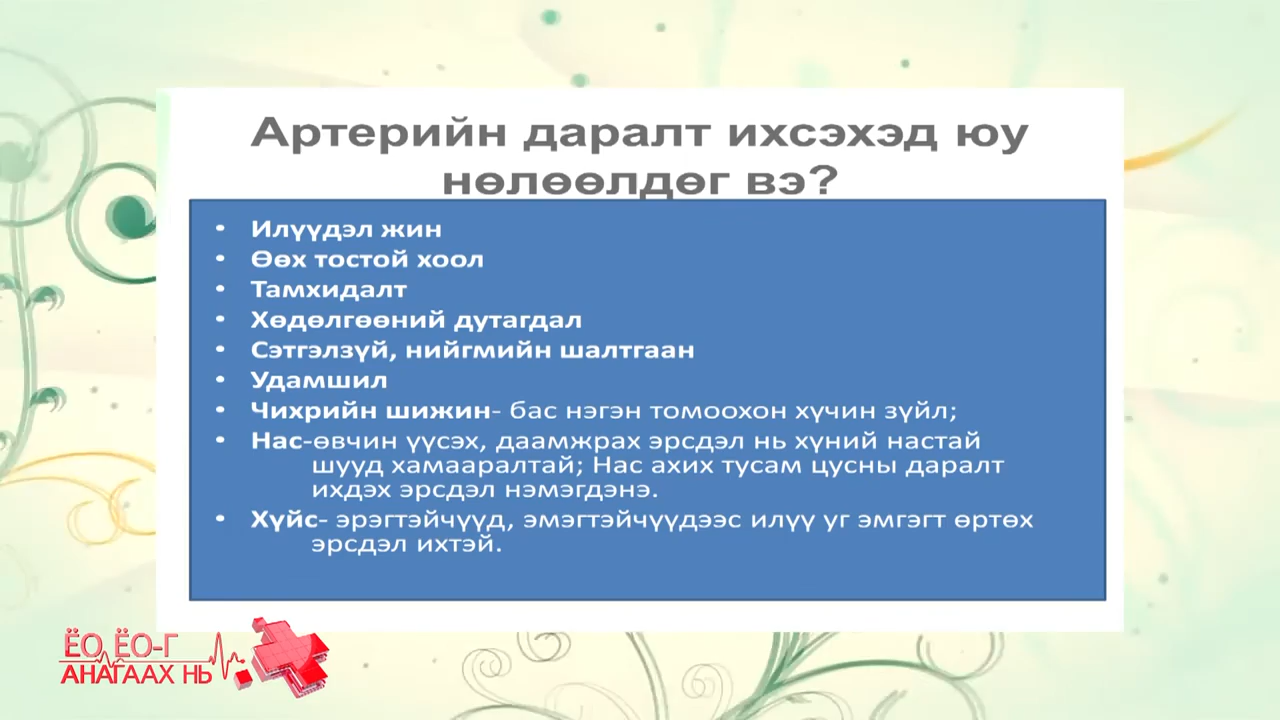 Артерийн даралт ихсэхэд юу
нөлөөлдөг вэ?
• Илүүдэл жин
• Өөх тостой хоол
• Тамхидалт
• Хөдөлгөөний дутагдал
• Сэтгэлзүй, нийгмийн шалтгаан
• Удамшил
• Чихрийн шижин- бас нэгэн томоохон хүчин зүйл;
• Нас-өвчин үүсэх, даамжрах эрсдэл нь хүний настай
шууд хамааралтай; Нас ахих тусам цусны даралт
ихдэх эрсдэл нэмэгдэнэ.
• Хүйс- эрэгтэйчүүд, эмэгтэйчүүдээс илүү уг эмгэгт өртөх
эрсдэл ихтэй.
ЁО, ЁО-Г
АНАГААХ НЬ